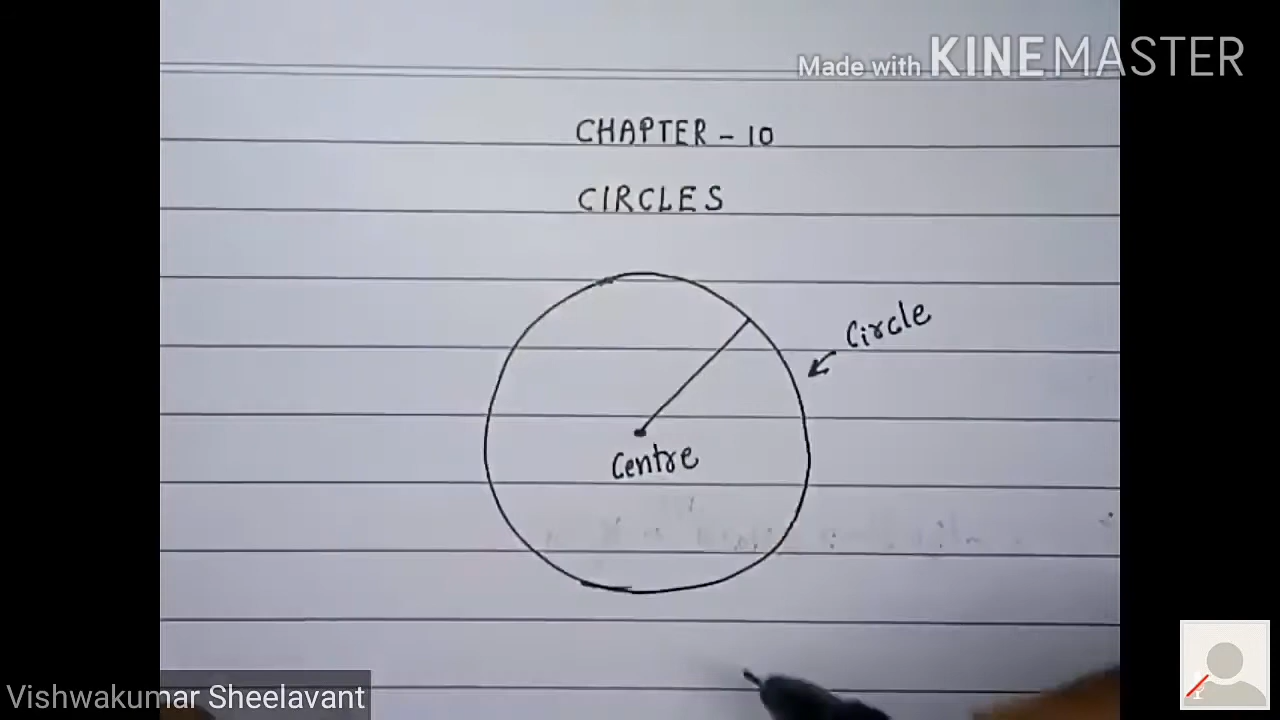 Made with KINEMASTER
CHAPTER - 10
CIRCLES
Circle
Centre
Vishwakumar Sheelavant